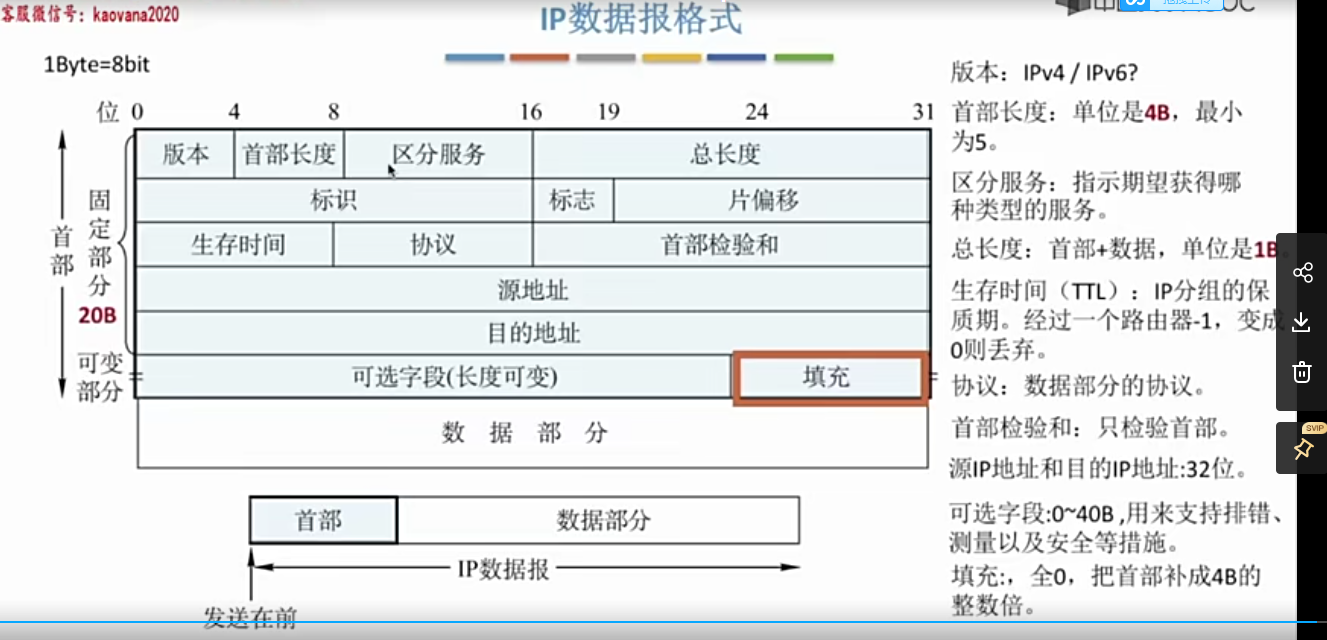 客服微信号：kaovana2020
IP数据报格式
1Byte=8bit
位 0 4 8 16 19 24 31
版本 首部长度 区分服务 总长度
标识 标志 片偏移
生存时间 协议 首部检验和
源地址
目的地址
可选字段(长度可变) 填充
数 据 部 分
首部
固定部分
20B
可变
部分
首部 数据部分
IP数据报
发送在前
版本：IPv4 / IPv6?
首部长度：单位是4B，最小
为5。
区分服务：指示期望获得哪
种类型的服务。
总长度：首部+数据，单位是1B。
生存时间（TTL）：IP分组的保
质期。经过一个路由器-1，变成
0则丢弃。
协议：数据部分的协议。
首部检验和：只检验首部。
源IP地址和目的IP地址:32位。
可选字段:0~40B ,用来支持排错、
测量以及安全等措施。
填充:，全0，把首部补成4B的
整数倍。
SVIP